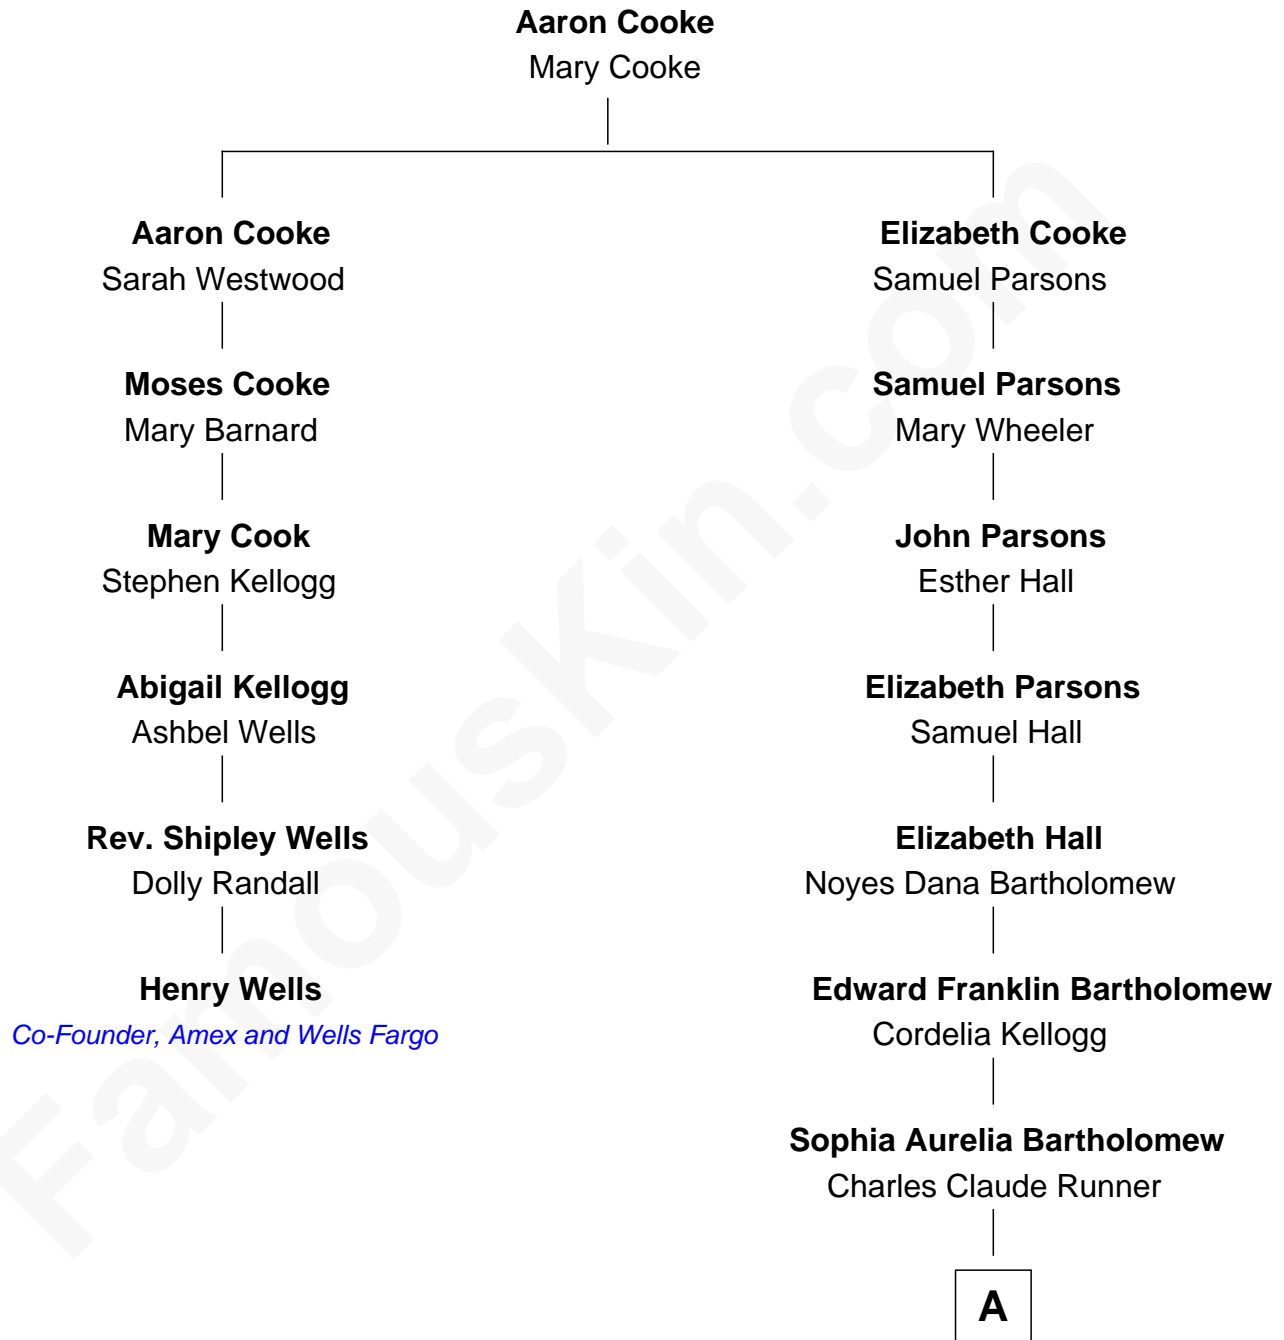 Aaron Cooke
Mary Cooke
Aaron Cooke
Sarah Westwood
Elizabeth Cooke
Samuel Parsons
Moses Cooke
Mary Barnard
Samuel Parsons
Mary Wheeler
Mary Cook
Stephen Kellogg
John Parsons
Esther Hall
Abigail Kellogg
Ashbel Wells
Elizabeth Parsons
Samuel Hall
Rev. Shipley Wells
Dolly Randall
Elizabeth Hall
Noyes Dana Bartholomew
Henry Wells
Co-Founder, Amex and Wells Fargo
Edward Franklin Bartholomew
Cordelia Kellogg
Sophia Aurelia Bartholomew
Charles Claude Runner
A
FamousKin.com